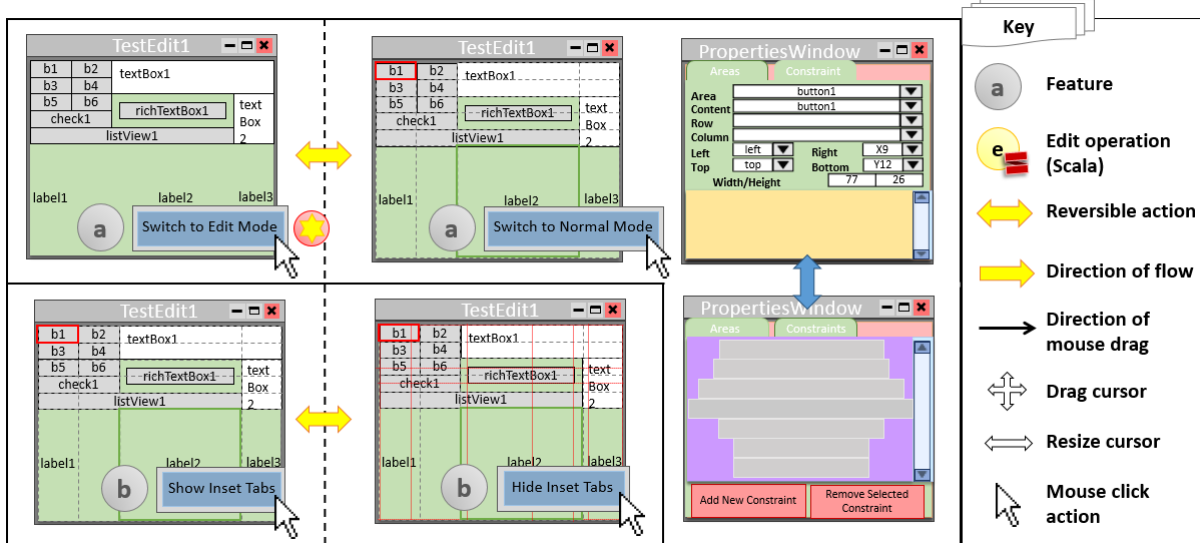 TestEdit1
b1 b2 textBox1
b3 b4
b5 b6 richTextBox1 text
check1 Box
listView1 2
label1 label2 label3
a Switch to Edit Mode
TestEdit1
b1 b2 textBox1
b3 b4
b5 b6 richTextBox1 text
check1 Box
listView1 2
label1 label2 label3
a Switch to Normal Mode
PropertiesWindow
Areas Constraint
Area button1
Content button1
Row
Column
Left left Right X9
Top top Bottom Y12
Width/Height 77 26
TestEdit1
b1 b2 textBox1
b3 b4
b5 b6 richTextBox1 text
check1 Box
listView1 2
label1 label2 label3
b Show Inset Tabs
TestEdit1
b1 b2 textBox1
b3 b4
b5 b6 richTextBox1 text
check1 Box
listView1 2
label1 label2 label3
b Hide Inset Tabs
PropertiesWindow
Areas Constraints
Add New Constraint
Remove Selected
Constraint
Key
a Feature
e Edit operation
(Scala)
Reversible action
Direction of flow
Direction of
mouse drag
Drag cursor
Resize cursor
Mouse click
action